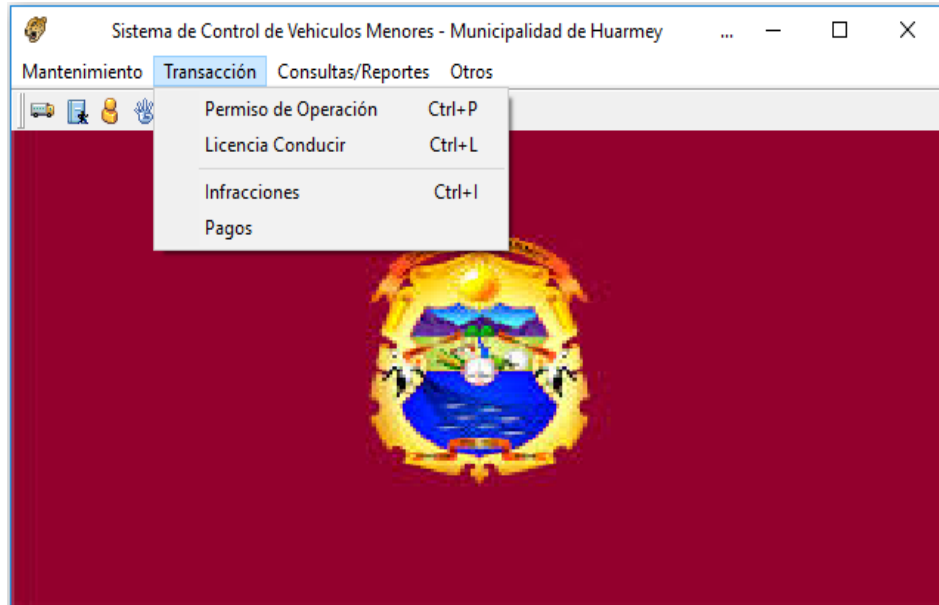 Sistema de Control de Vehiculos Menores - Municipalidad de Huarmey ...
Mantenimiento Transacción Consultas/Reportes Otros
Permiso de Operación Ctrl+P
Licencia Conducir Ctrl+L
Infracciones Ctrl+I
Pagos